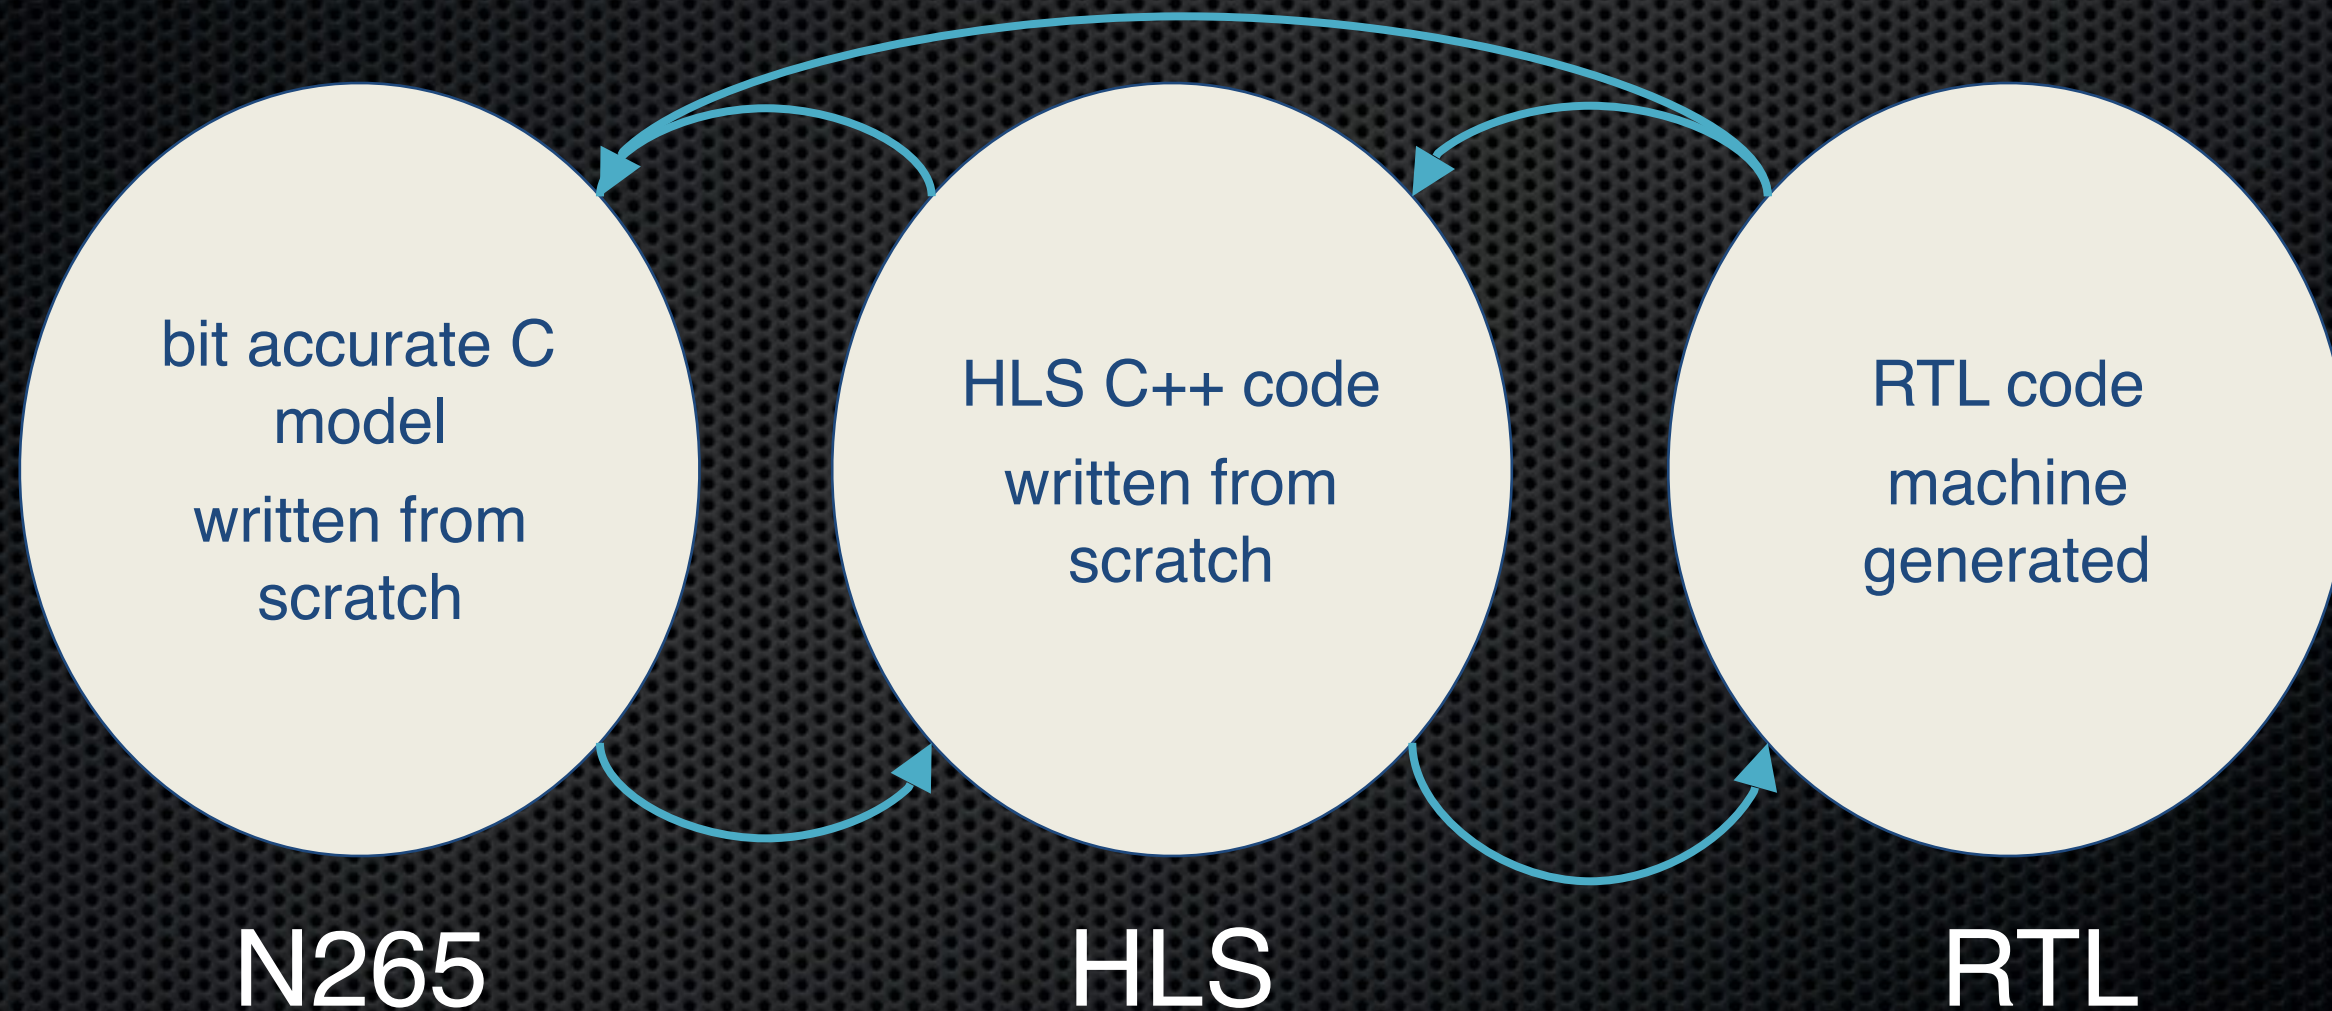 bit accurate C
model
written from
scratch
HLS C++ code
written from
scratch
RTL code
machine
generated
N265
HLS
RTL